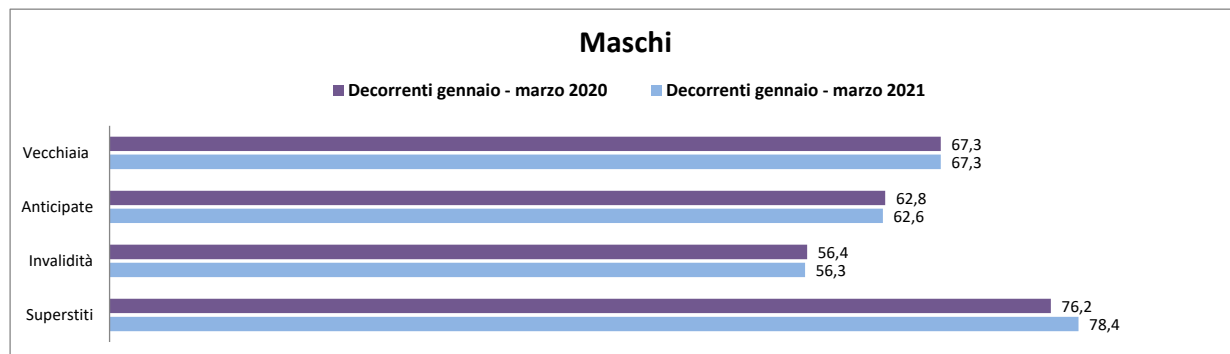 Maschi
Decorrenti gennaio - marzo 2020 Decorrenti gennaio - marzo 2021
Vecchiaia
67,3
67,3
Anticipate
62,8
62,6
Invalidità
56,4
56,3
Superstiti
76,2
78,4